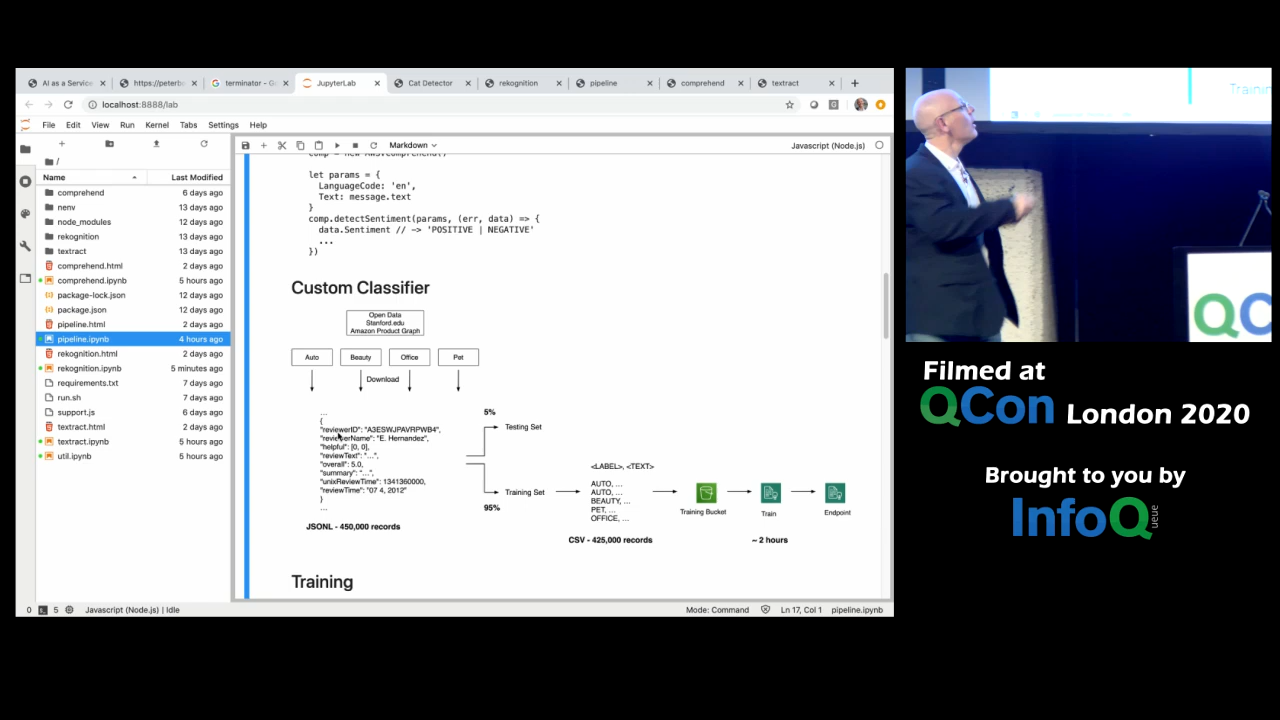 AI as a Service
https://peterbo
terminator - G
JupyterLab
Cat Detector
rekognition
pipeline
comprehend
textract
localhost:8888/lab
File Edit View Run Kernel Tabs Settings Help
Markdown
Javascript (Node.js)
/
Name Last Modified
comprehend 6 days ago
nenv 13 days ago
node_modules 12 days ago
rekognition 13 days ago
textract 13 days ago
comprehend.html 2 days ago
comprehend.ipynb 5 hours ago
package-lock.json 12 days ago
package.json 12 days ago
pipeline.html 2 days ago
pipeline.ipynb 4 hours ago
rekognition.html 2 days ago
rekognition.ipynb 5 minutes ago
requirements.txt 7 days ago
run.sh 7 days ago
support.js 6 days ago
textract.html 2 days ago
textract.ipynb 5 hours ago
util.ipynb 5 hours ago
let params = {
LanguageCode: 'en',
Text: message.text
}
comp.detectSentiment(params, (err, data) => {
data.Sentiment // -> 'POSITIVE | NEGATIVE'
...
})
Custom Classifier
Open Data
Stanford.edu
Amazon Product Graph
Auto Beauty Office Pet
Download
...
{
"reviewerID": "A3ESWJPAVRPWB4",
"reviewerName": "E. Hernandez",
"helpful": [0, 0],
"reviewText": "...",
"overall": 5.0,
"summary": "...",
"unixReviewTime": 1341360000,
"reviewTime": "07 4, 2012"
}
...
JSONL - 450,000 records
5%
Testing Set
Training Set
95%
<LABEL>, <TEXT>
AUTO, ...
AUTO, ...
BEAUTY, ...
PET, ...
OFFICE, ...
CSV - 425,000 records
Training Bucket
Train
Endpoint
~ 2 hours
Training
0 5 Javascript (Node.js) | Idle
Mode: Command Ln 17, Col 1 pipeline.ipynb
Trainin
QC
Filmed at
QCon London 2020
Brought to you by
InfoQ
queue